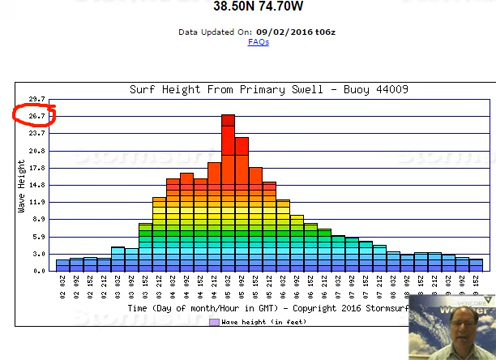 38.50N 74.70W
Data Updated On: 09/02/2016 t06z
FAQs
Surf Height From Primary Swell - Buoy 44009
29.7
26.7
23.7
20.8
17.8
14.8
11.9
8.9
5.9
3.0
0.0
Wave Height
02 03Z
02 09Z
02 15Z
02 21Z
03 03Z
03 09Z
03 15Z
03 21Z
04 03Z
04 09Z
04 15Z
04 21Z
05 03Z
05 09Z
05 15Z
05 21Z
06 03Z
06 09Z
06 15Z
06 21Z
07 03Z
07 09Z
07 15Z
07 21Z
08 03Z
08 09Z
08 15Z
08 21Z
09 03Z
09 09Z
09 15Z
Time (Day of month/Hour in GMT) - Copyright 2016 Stormsurf
Wave height (in feet)